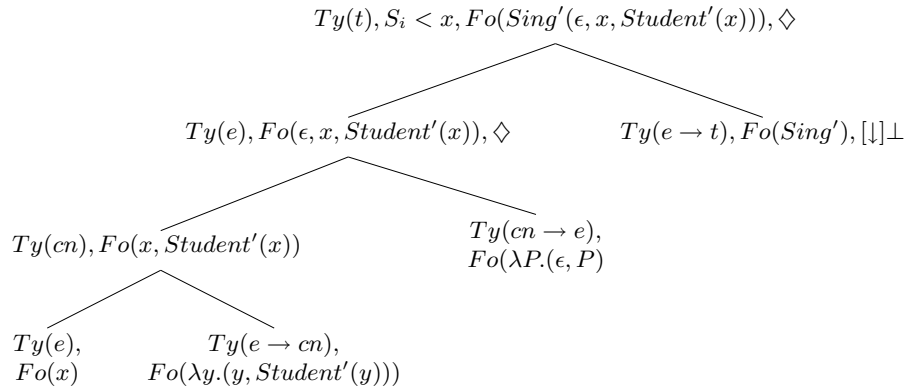 Ty(t), S_i < x, Fo(Sing′(ϵ, x, Student′(x))), ◇
Ty(e), Fo(ϵ, x, Student′(x)), ◇ Ty(e → t), Fo(Sing′), [↓]⊥
Ty(cn), Fo(x, Student′(x)) Ty(cn → e),
Fo(λP.(ϵ, P)
Ty(e), Ty(e → cn),
Fo(x) Fo(λy.(y, Student′(y)))